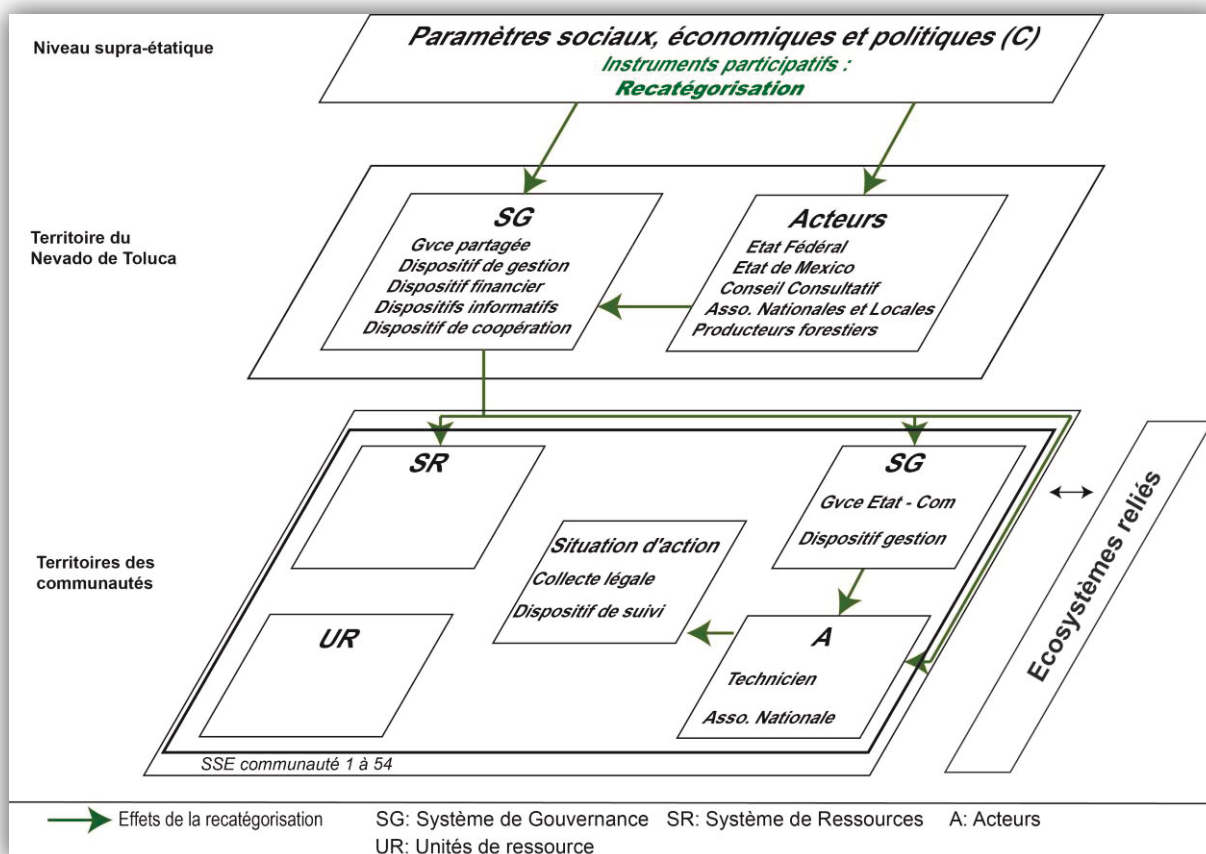 Niveau supra-étatique
Paramètres sociaux, économiques et politiques (C)
Instruments participatifs :
Recatégorisation
Territoire du
Nevado de Toluca
SG
Gvce partagée
Dispositif de gestion
Dispositif financier
Dispositifs informatifs
Dispositif de coopération
Acteurs
Etat Fédéral
Etat de Mexico
Conseil Consultatif
Asso. Nationales et Locales
Producteurs forestiers
Territoires des
communautés
SR
UR
Situation d'action
Collecte légale
Dispositif de suivi
SG
Gvce Etat - Com
Dispositif gestion
A
Technicien
Asso. Nationale
SSE communauté 1 à 54
Ecosystèmes reliés
Effets de la recatégorisation
SG: Système de Gouvernance
SR: Système de Ressources
A: Acteurs
UR: Unités de ressource